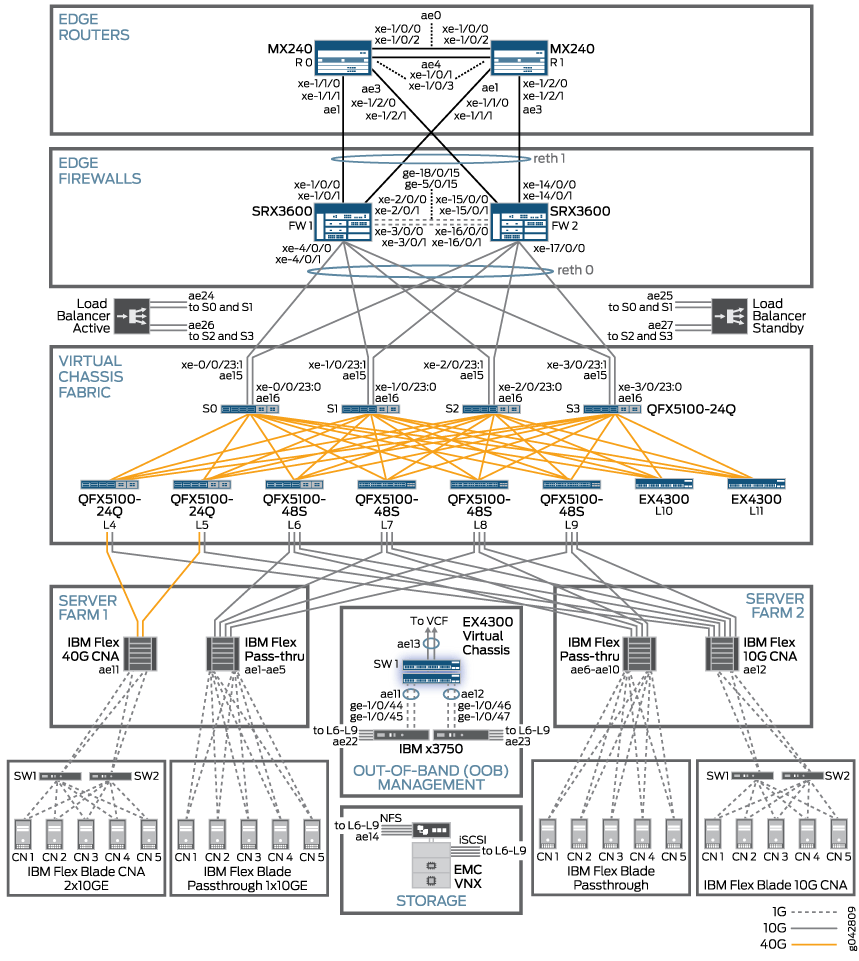 EDGE
ROUTERS
ae0
xe-1/0/0
xe-1/0/2
xe-1/0/0
xe-1/0/2
MX240
R 0
MX240
R 1
ae4
xe-1/0/1
xe-1/0/3
xe-1/1/0
xe-1/1/1
ae1
ae3
xe-1/2/0
xe-1/2/1
ae1
xe-1/1/0
xe-1/1/1
xe-1/2/0
xe-1/2/1
ae3
EDGE
FIREWALLS
reth 1
ge-18/0/15
ge-5/0/15
xe-1/0/0
xe-1/0/1
xe-2/0/0
xe-2/0/1
xe-15/0/0
xe-15/0/1
xe-14/0/0
xe-14/0/1
SRX3600
FW 1
SRX3600
FW 2
xe-3/0/0
xe-3/0/1
xe-16/0/0
xe-16/0/1
xe-4/0/0
xe-4/0/1
xe-17/0/0
reth 0
Load
Balancer
Active
ae24
to S0 and S1
ae26
to S2 and S3
ae25
to S0 and S1
ae27
to S2 and S3
Load
Balancer
Standby
VIRTUAL
CHASSIS
FABRIC
xe-0/0/23:1
ae15
xe-1/0/23:1
ae15
xe-2/0/23:1
ae15
xe-3/0/23:1
ae15
xe-0/0/23:0
ae16
xe-1/0/23:0
ae16
xe-2/0/23:0
ae16
xe-3/0/23:0
ae16
S0
S1
S2
S3
QFX5100-24Q
QFX5100-
24Q
L4
QFX5100-
24Q
L5
QFX5100-
48S
L6
QFX5100-
48S
L7
QFX5100-
48S
L8
QFX5100-
48S
L9
EX4300
L10
EX4300
L11
SERVER
FARM 1
IBM Flex
40G CNA
ae11
IBM Flex
Pass-thru
ae1-ae5
SERVER
FARM 2
IBM Flex
Pass-thru
ae6-ae10
IBM Flex
10G CNA
ae12
To VCF
ae13
EX4300
Virtual
Chassis
SW 1
ae11
ae12
ge-1/0/44
ge-1/0/45
ge-1/0/46
ge-1/0/47
to L6-L9
ae22
to L6-L9
ae23
IBM x3750
OUT-OF-BAND (OOB)
MANAGEMENT
SW1
SW2
CN 1
CN 2
CN 3
CN 4
CN 5
IBM Flex Blade CNA
2x10GE
CN 1
CN 2
CN 3
CN 4
CN 5
IBM Flex Blade
Passthrough 1x10GE
NFS
to L6-L9
ae14
iSCSI
to L6-L9
EMC
VNX
STORAGE
CN 1
CN 2
CN 3
CN 4
CN 5
IBM Flex Blade
Passthrough
SW1
SW2
CN 1
CN 2
CN 3
CN 4
CN 5
IBM Flex Blade 10G CNA
1G
10G
40G
g042809